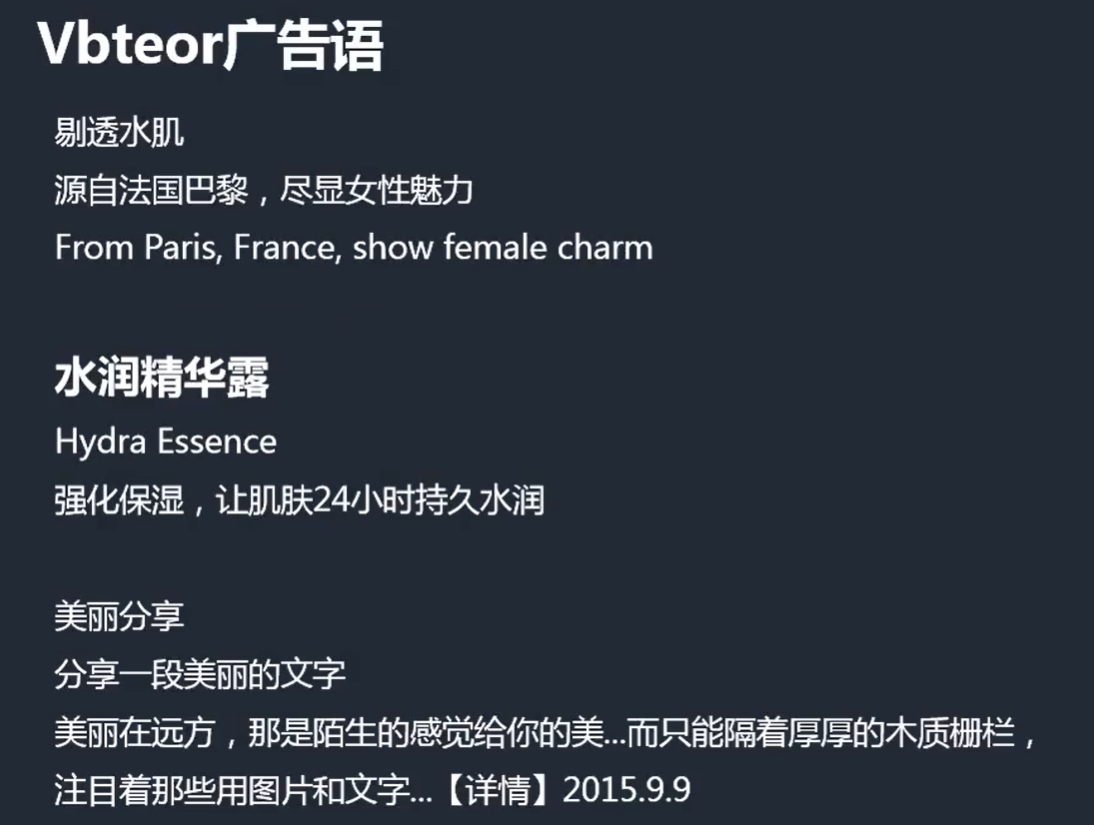 Vbteor广告语
剔透水肌
源自法国巴黎，尽显女性魅力
From Paris, France, show female charm
水润精华露
Hydra Essence
强化保湿，让肌肤24小时持久水润
美丽分享
分享一段美丽的文字
美丽在远方，那是陌生的感觉给你的美...而只能隔着厚厚的木质栅栏，
注目着那些用图片和文字...【详情】2015.9.9